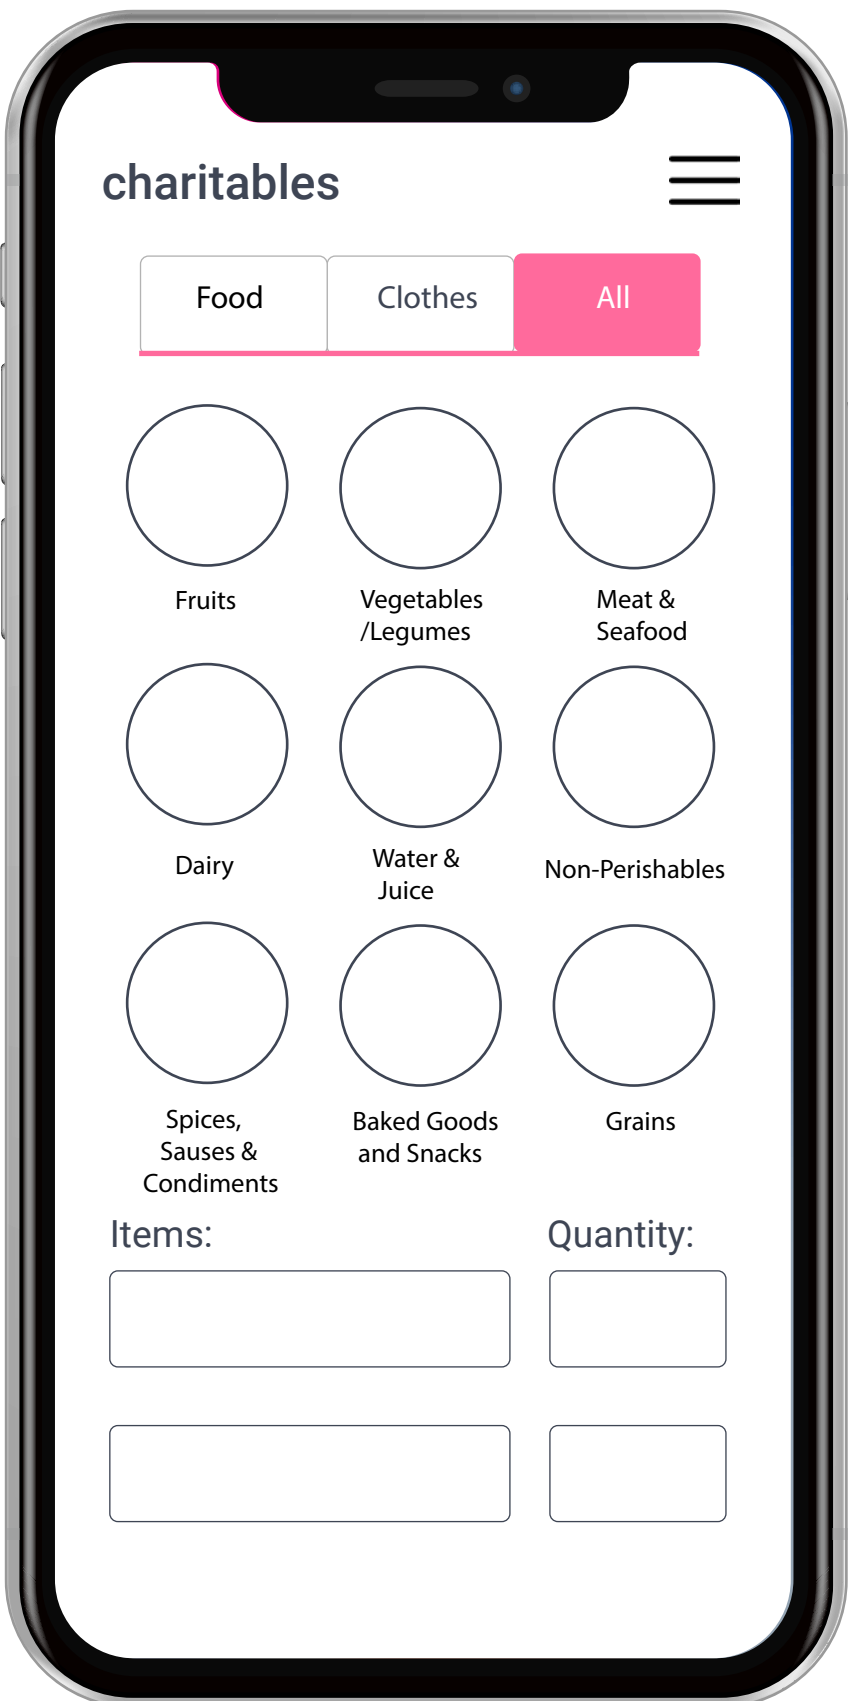 charitables
Food Clothes All
Fruits
Vegetables
/Legumes
Meat &
Seafood
Dairy
Water &
Juice
Non-Perishables
Spices,
Sauses &
Condiments
Baked Goods
and Snacks
Grains
Items: Quantity: